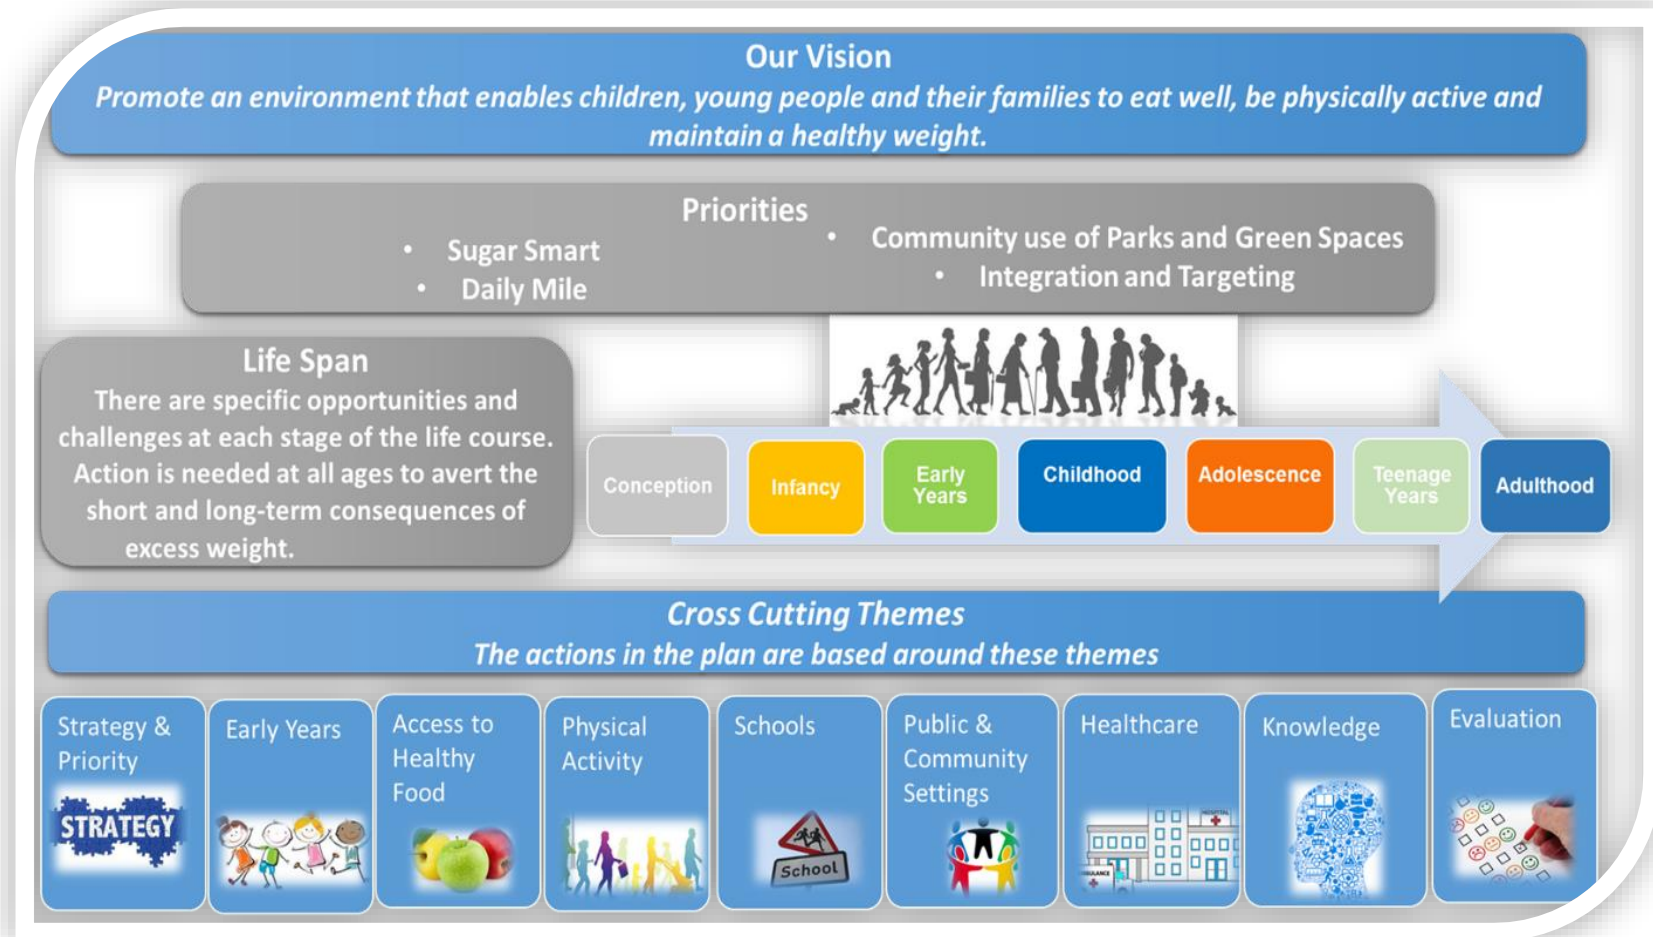 Our Vision
Promote an environment that enables children, young people and their families to eat well, be physically active and
maintain a healthy weight.
Priorities
• Sugar Smart
• Daily Mile
• Community use of Parks and Green Spaces
• Integration and Targeting
Life Span
There are specific opportunities and
challenges at each stage of the life course.
Action is needed at all ages to avert the
short and long-term consequences of
excess weight.
Conception
Infancy
Early
Years
Childhood
Adolescence
Teenage
Years
Adulthood
Cross Cutting Themes
The actions in the plan are based around these themes
Strategy &
Priority
STRATEGY
Early Years
Access to
Healthy
Food
Physical
Activity
Schools
School
Public &
Community
Settings
Healthcare
HOSPITAL
AMBULANCE
Knowledge
Evaluation